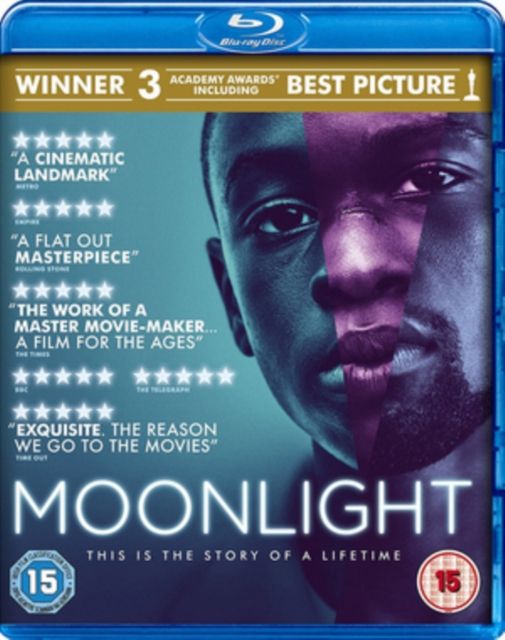 Blu-ray Disc
WINNER 3 ACADEMY AWARDS® INCLUDING BEST PICTURE
"A CINEMATIC
LANDMARK"
METRO
EMPIRE
"A FLAT OUT
MASTERPIECE"
ROLLING STONE
"THE WORK OF A
MASTER MOVIE-MAKER...
A FILM FOR THE AGES"
THE TIMES
BBC THE TELEGRAPH
"EXQUISITE. THE REASON
WE GO TO THE MOVIES"
TIME OUT
MOONLIGHT
THIS IS THE STORY OF A LIFETIME
15 15